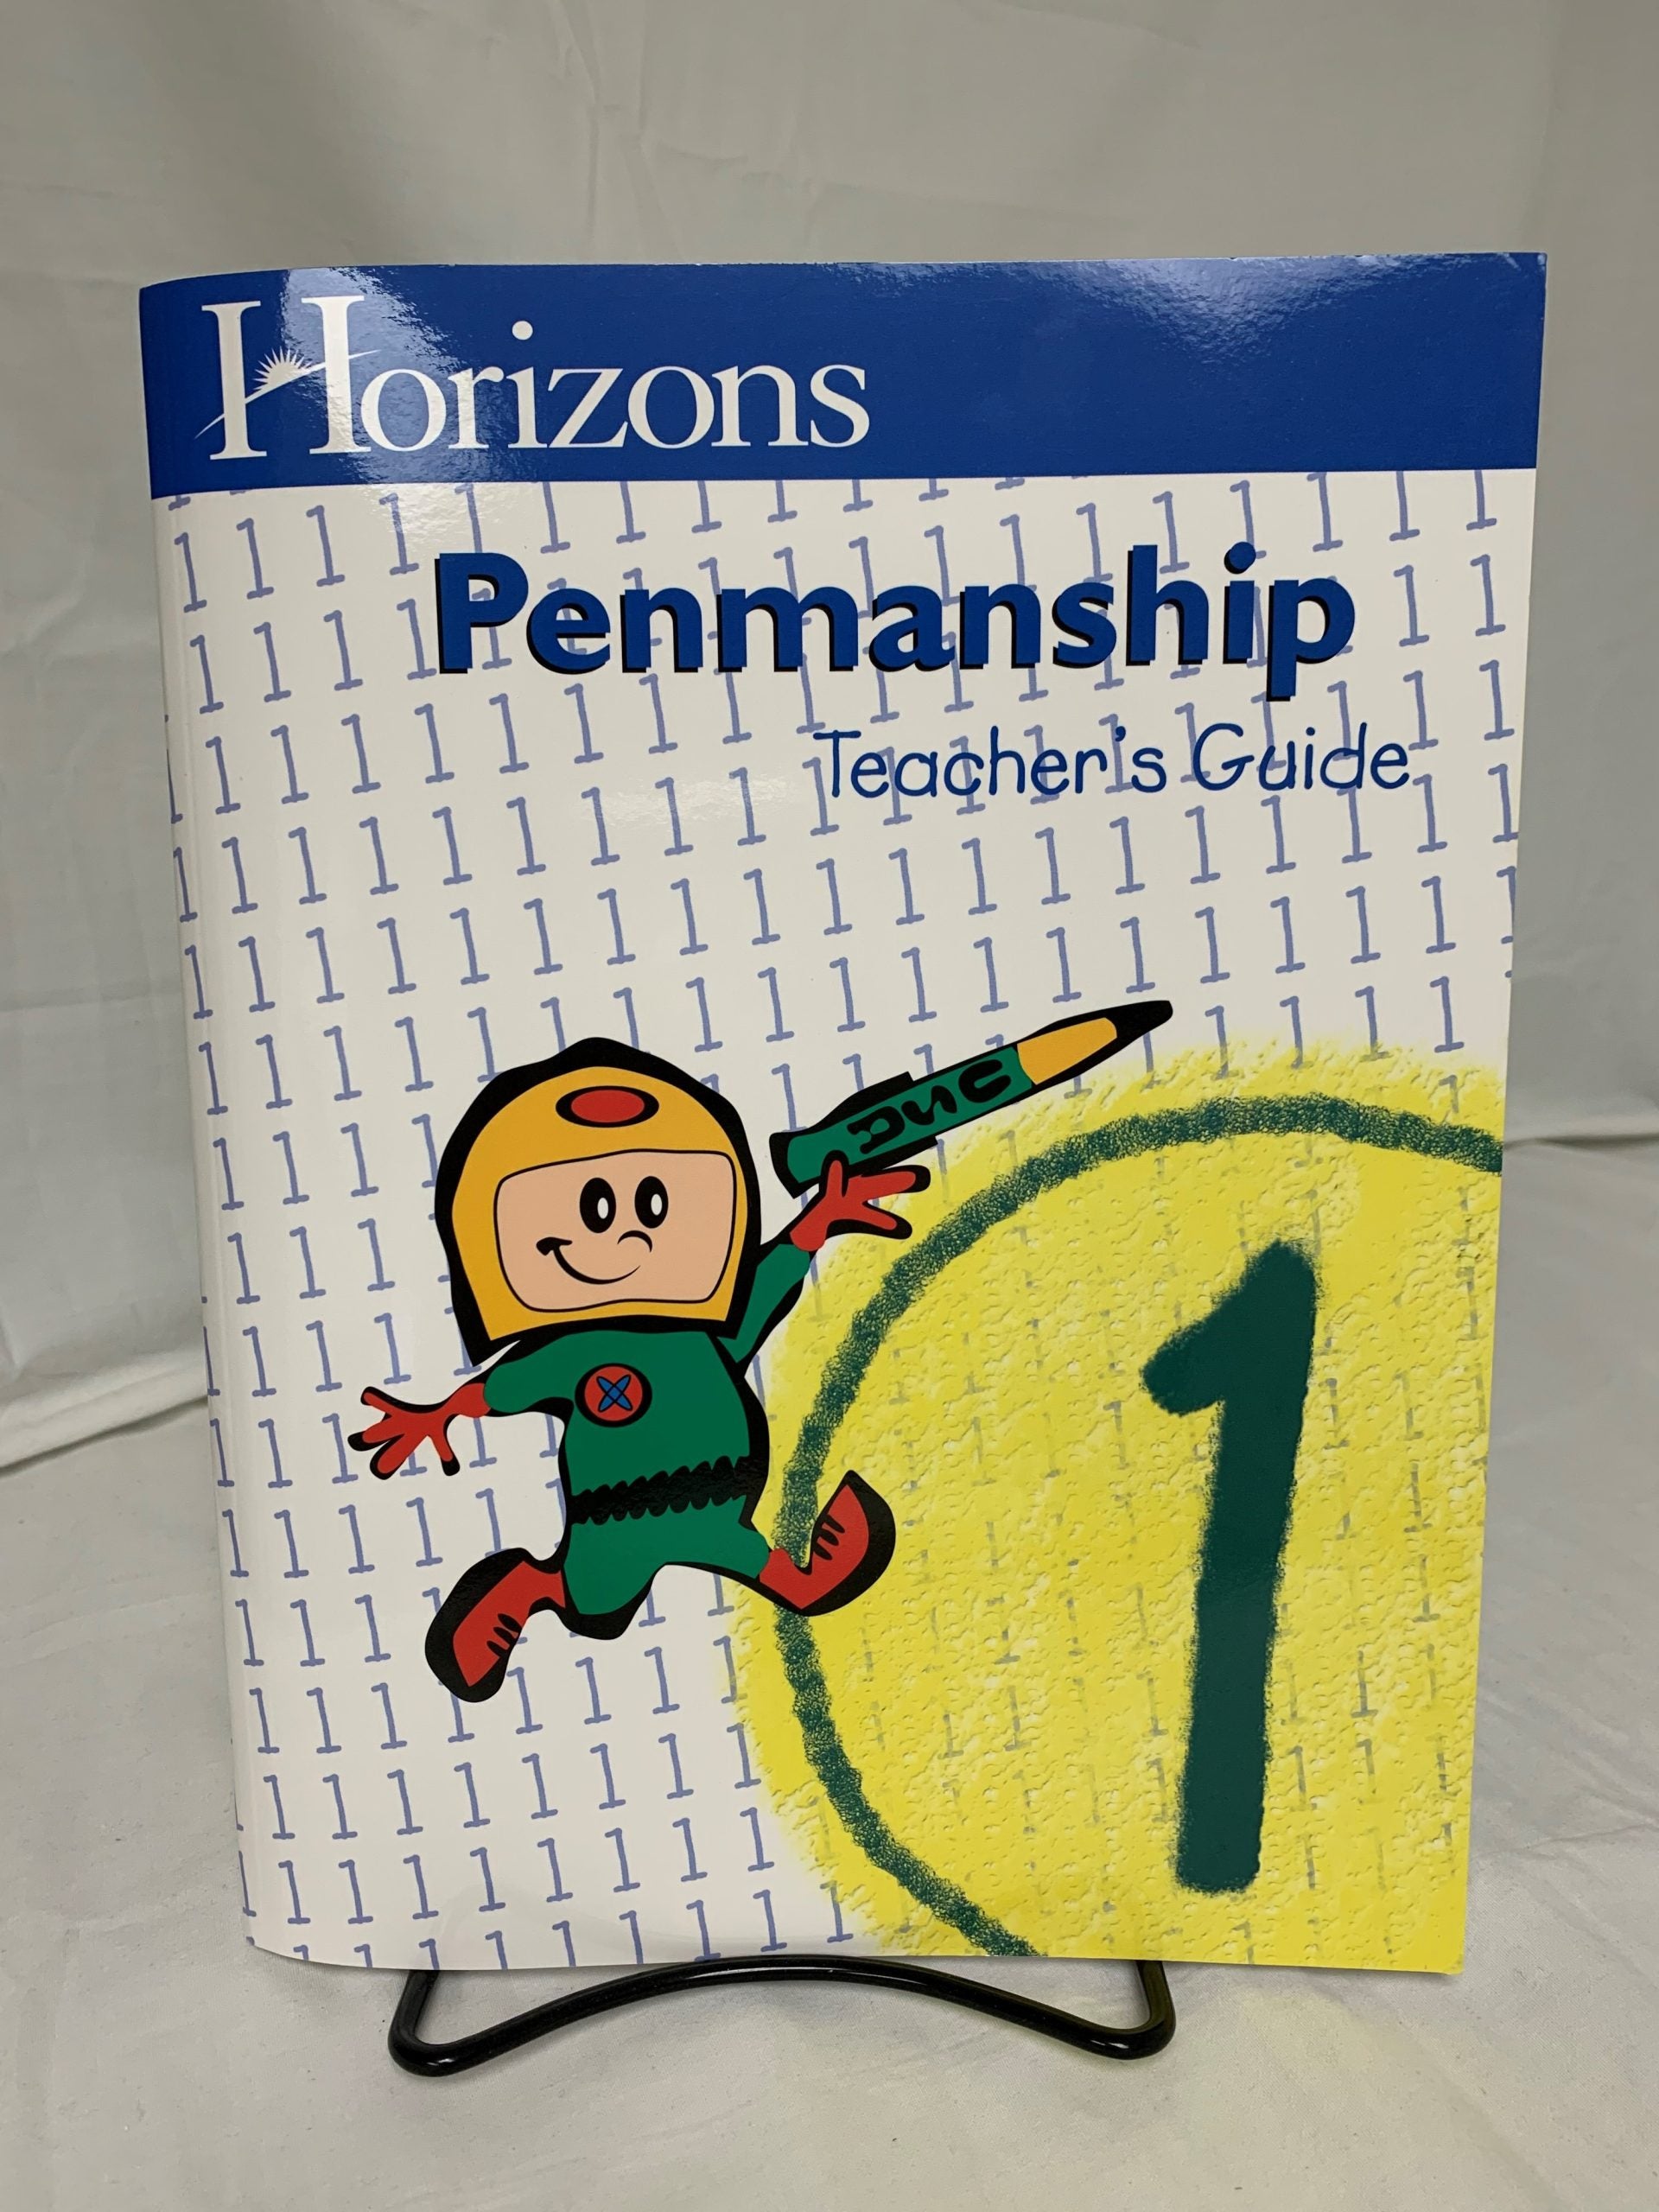 Horizons
Penmanship
Teacher's Guide
1